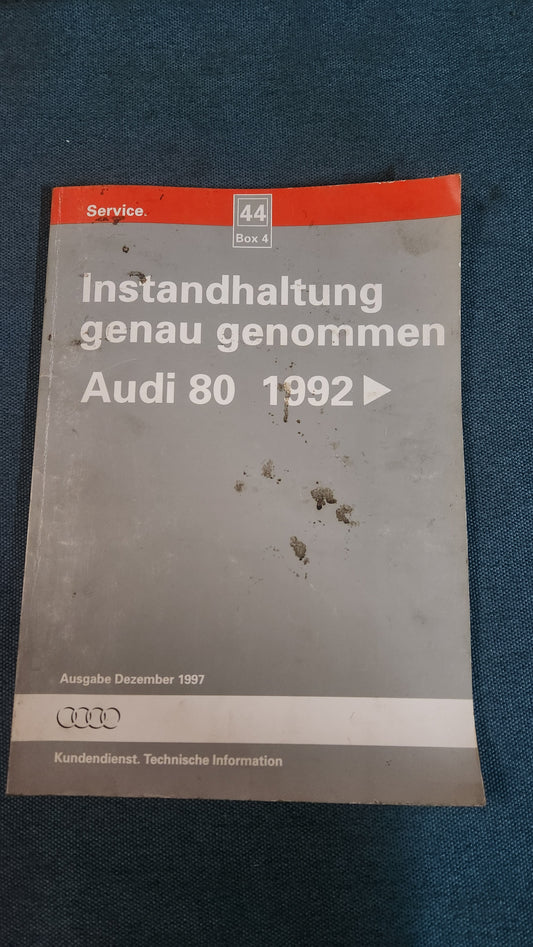 Service.
44
Box 4
Instandhaltung
genau genommen
Audi 80 1992 ▶
Ausgabe Dezember 1997
Kundendienst. Technische Information